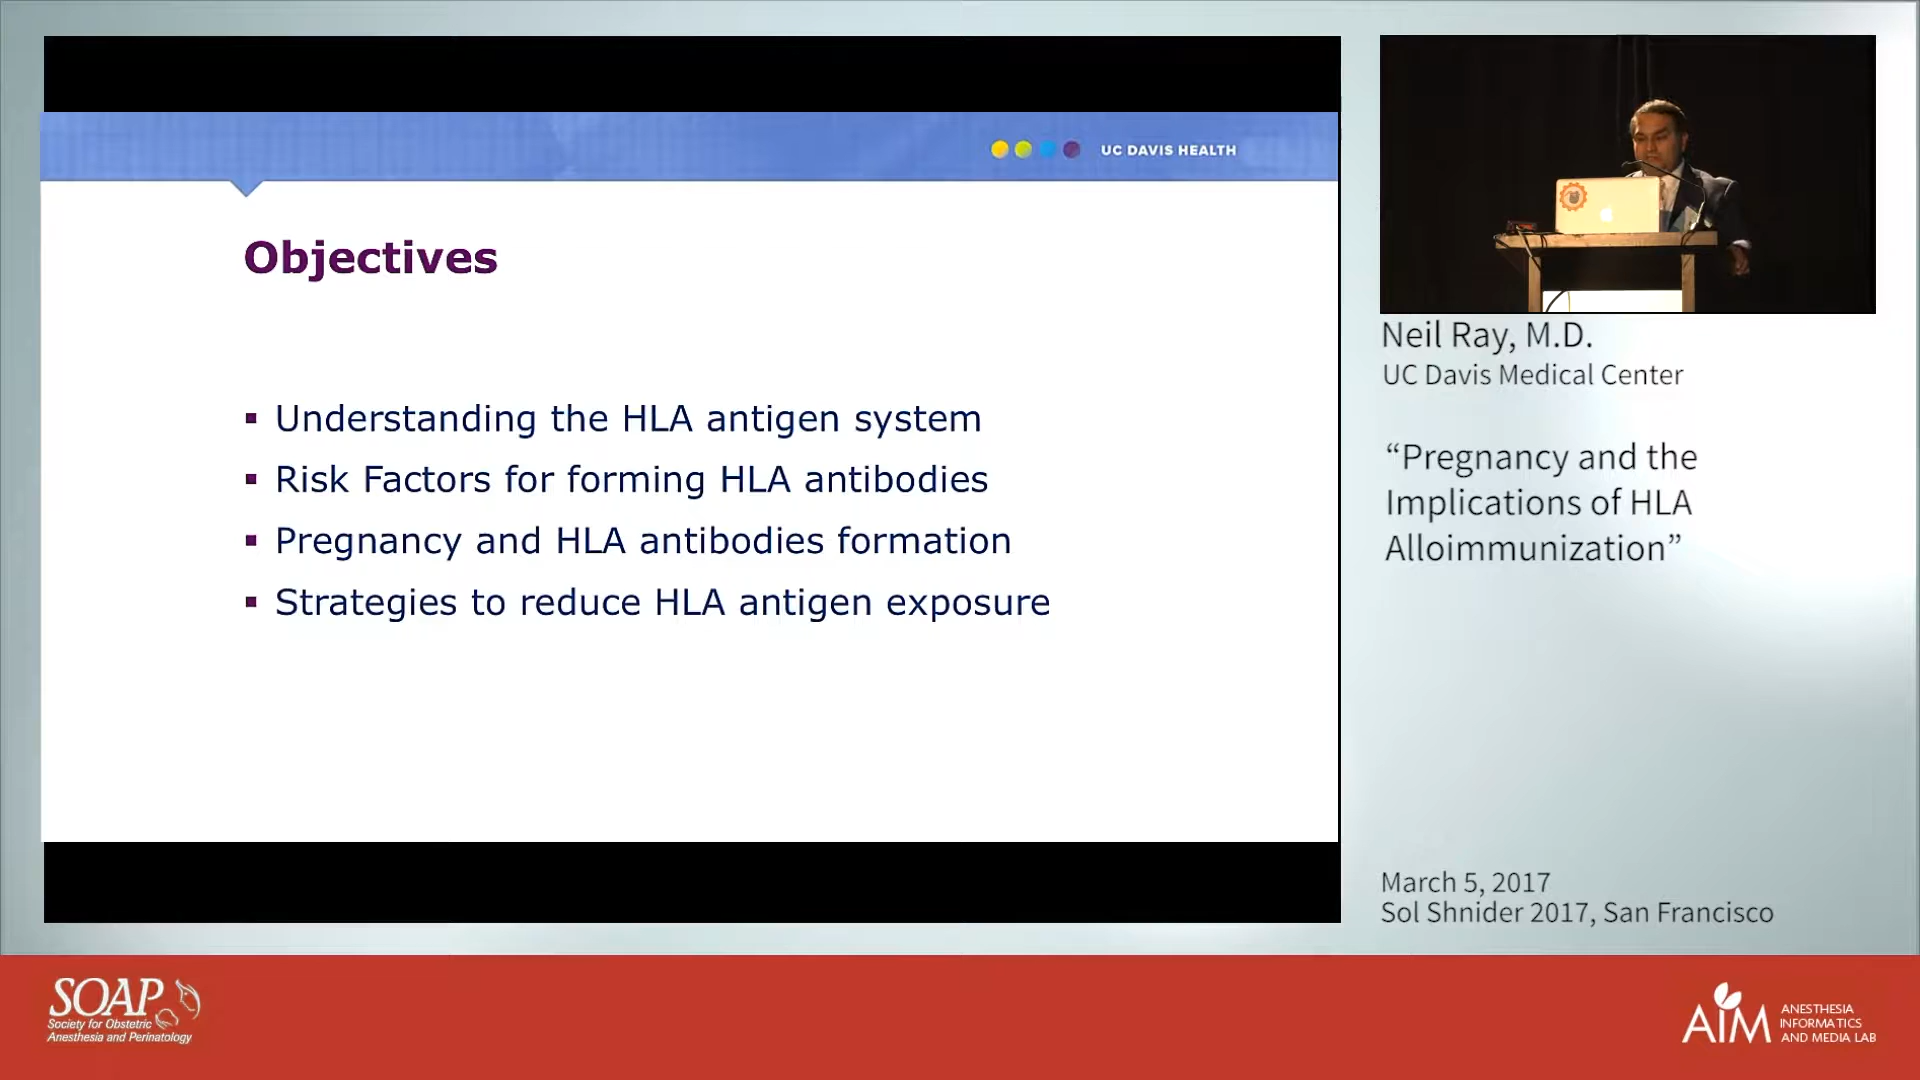 UC DAVIS HEALTH
Objectives
▪ Understanding the HLA antigen system
▪ Risk Factors for forming HLA antibodies
▪ Pregnancy and HLA antibodies formation
▪ Strategies to reduce HLA antigen exposure
Neil Ray, M.D.
UC Davis Medical Center
“Pregnancy and the
Implications of HLA
Alloimmunization”
March 5, 2017
Sol Shnider 2017, San Francisco
SOAP
Society for Obstetric
Anesthesia and Perinatology
AIM
ANESTHESIA
INFORMATICS
AND MEDIA LAB